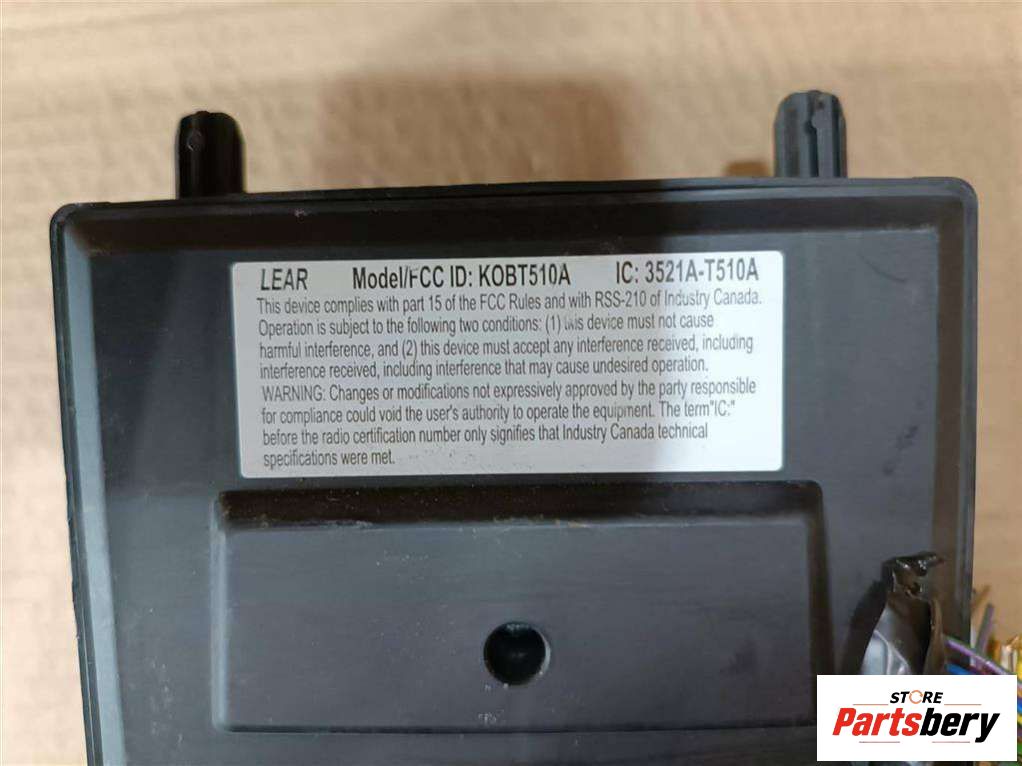 LEAR Model/FCC ID: KOBT510A IC: 3521A-T510A
This device complies with part 15 of the FCC Rules and with RSS-210 of Industry Canada.
Operation is subject to the following two conditions: (1) this device must not cause
harmful interference, and (2) this device must accept any interference received, including
interference received, including interference that may cause undesired operation.
WARNING: Changes or modifications not expressively approved by the party responsible
for compliance could void the user's authority to operate the equipment. The term"IC:"
before the radio certification number only signifies that Industry Canada technical
specifications were met.
STORE
Partsbery